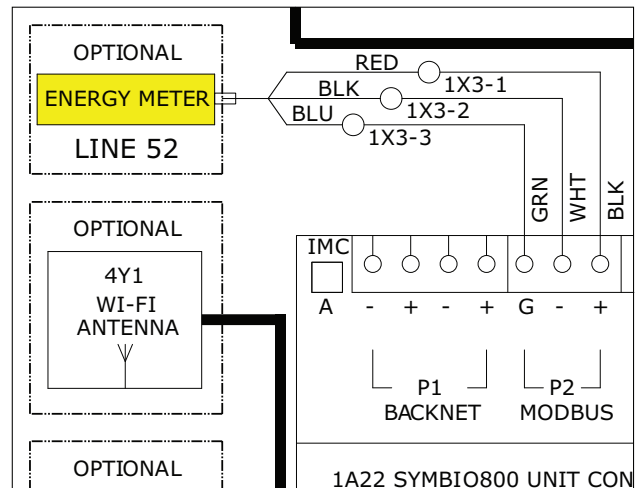 OPTIONAL
ENERGY METER
LINE 52
RED
1X3-1
BLK
1X3-2
BLU
1X3-3
GRN
WHT
BLK
OPTIONAL
4Y1
WI-FI
ANTENNA
IMC
A - + - + G - +
P1
BACKNET
P2
MODBUS
OPTIONAL
1A22 SYMBIO800 UNIT CON